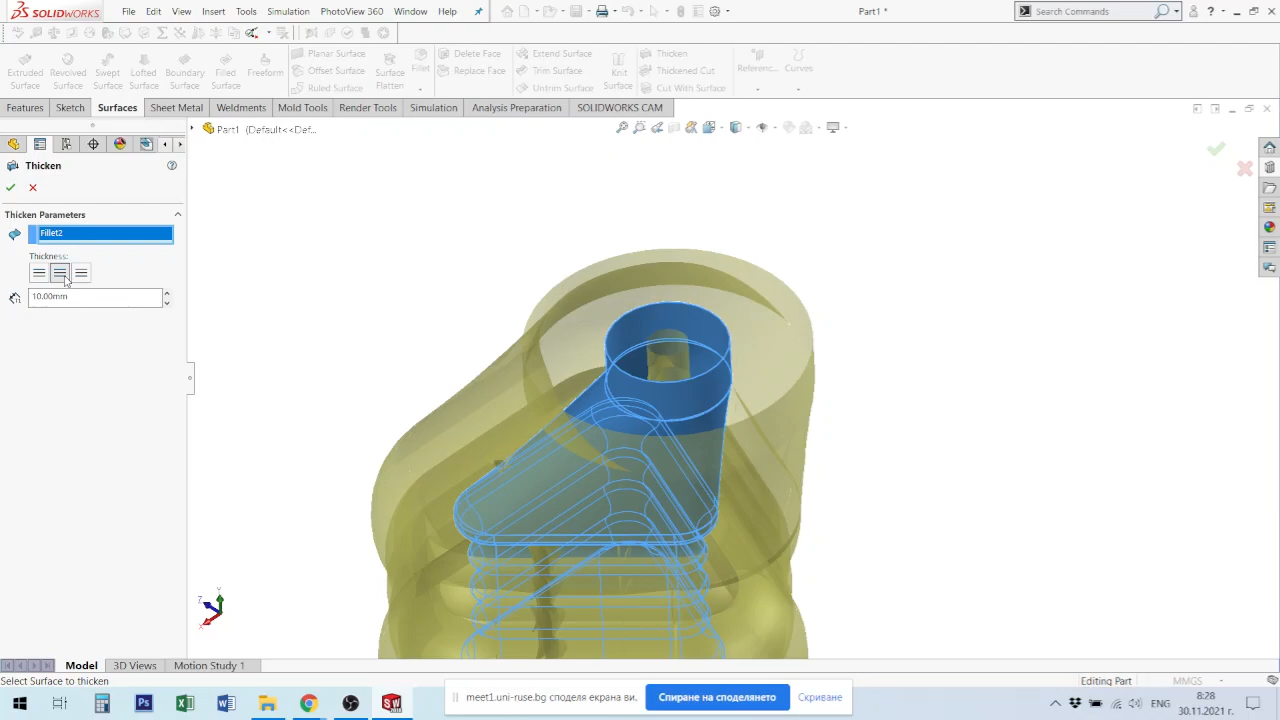 SOLIDWORKS File Edit View Insert Tools Simulation PhotoView 360 Window Help Part1 * Search Commands
Extruded Surface Revolved Surface Swept Surface Lofted Surface Boundary Surface Filled Surface Freeform Planar Surface Offset Surface Ruled Surface Surface Flatten Fillet Delete Face Replace Face Extend Surface Trim Surface Untrim Surface Knit Surface Thicken Thickened Cut Cut With Surface Referenc... Curves
Features Sketch Surfaces Sheet Metal Weldments Mold Tools Render Tools Simulation Analysis Preparation SOLIDWORKS CAM
Part1 (Default<<Def...
Thicken
Thicken Parameters
Fillet2
Thickness:
10.00mm
Y
Z
X
Model 3D Views Motion Study 1
Select Surface to thicken Editing Part MMGS
meet1.uni-ruse.bg споделя екрана ви. Спиране на споделянето Скриване
ENG 8:28
30.11.2021 г.